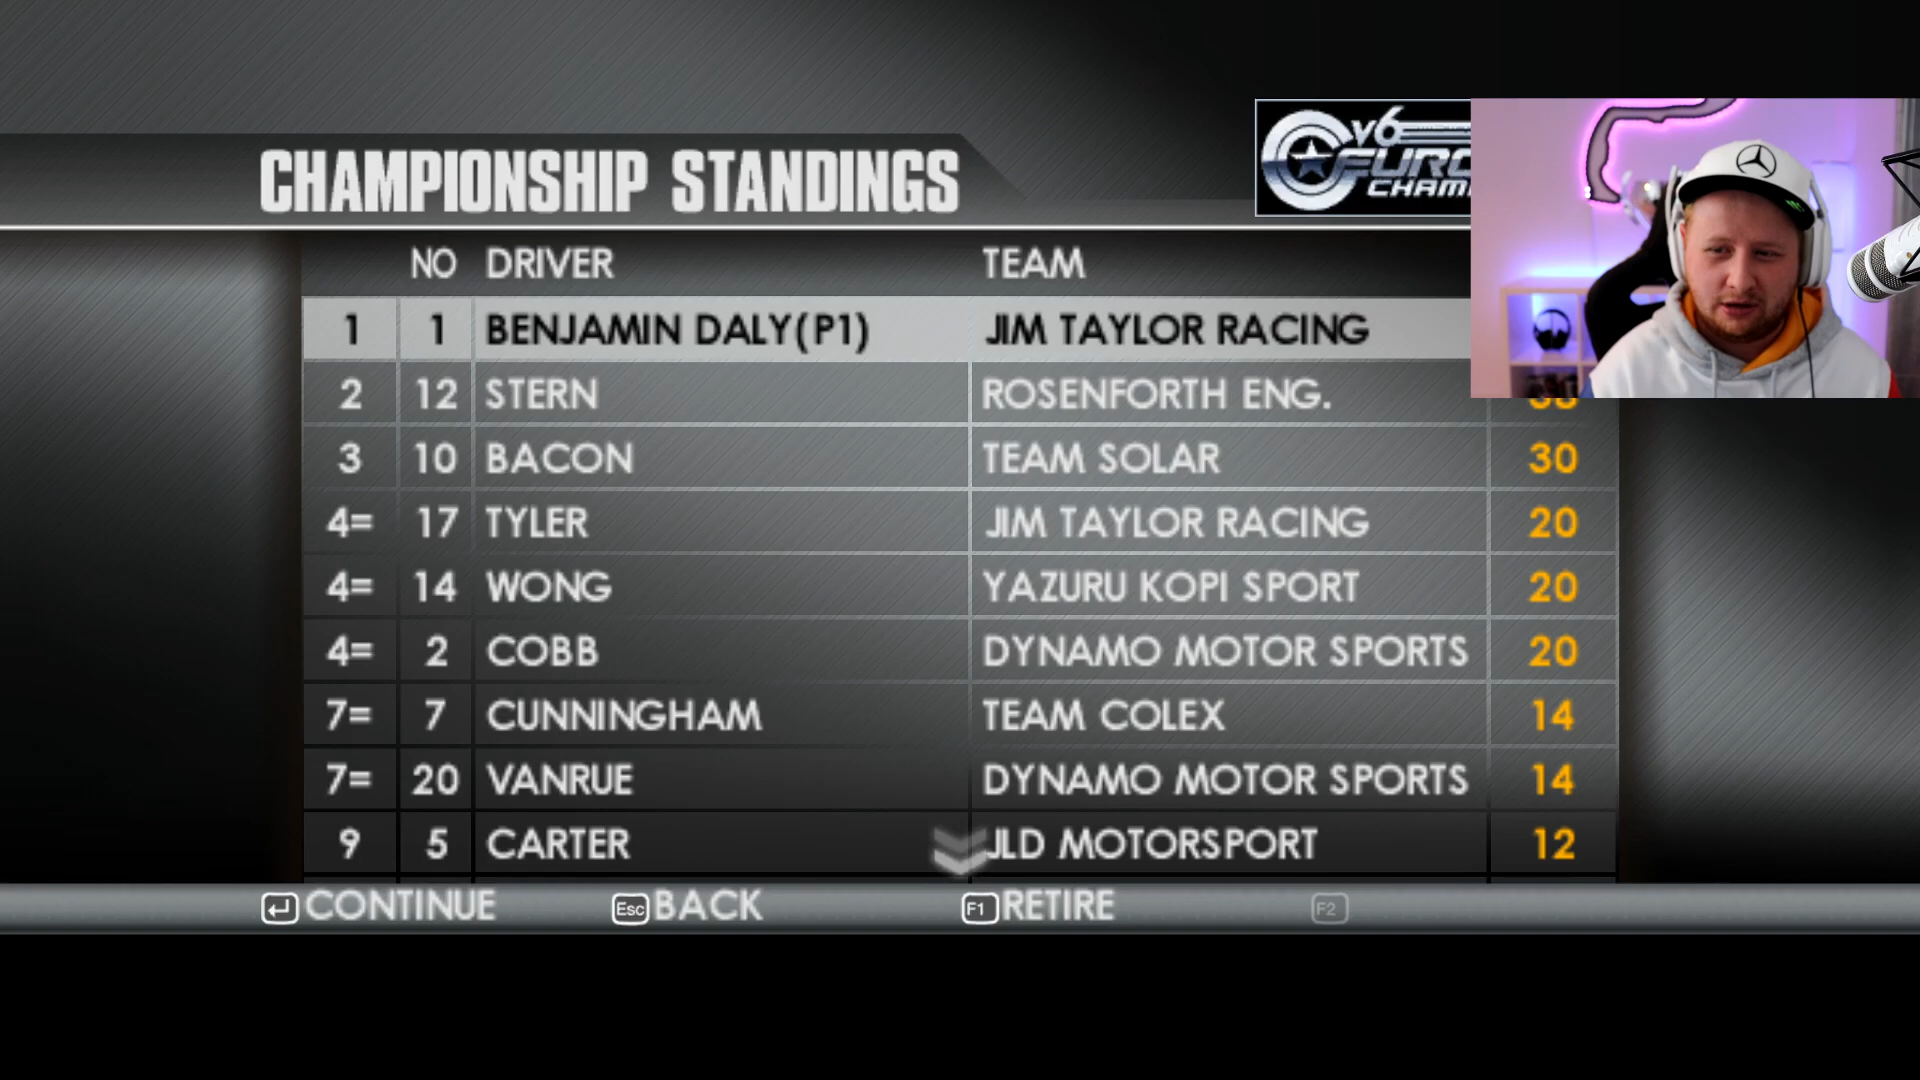 CHAMPIONSHIP STANDINGS
V6
CHAM
NO DRIVER TEAM
1 1 BENJAMIN DALY(P1) JIM TAYLOR RACING
2 12 STERN ROSENFORTH ENG.
3 10 BACON TEAM SOLAR 30
4= 17 TYLER JIM TAYLOR RACING 20
4= 14 WONG YAZURU KOPI SPORT 20
4= 2 COBB DYNAMO MOTOR SPORTS 20
7= 7 CUNNINGHAM TEAM COLEX 14
7= 20 VANRUE DYNAMO MOTOR SPORTS 14
9 5 CARTER JLD MOTORSPORT 12
CONTINUE Esc BACK F1 RETIRE F2